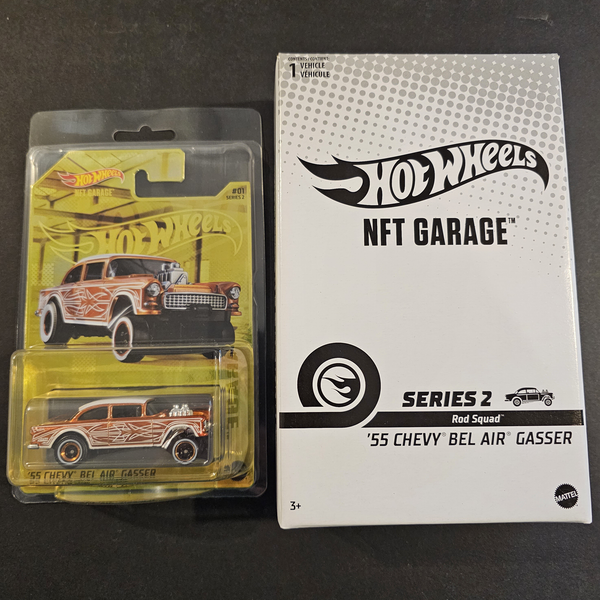 HOT WHEELS
NFT GARAGE
#01
SERIES 2
HOT WHEELS
'55 CHEVY BEL AIR GASSER
CONTENTS/CONTENU
1 VEHICLE
VÉHICULE
HOT WHEELS
NFT GARAGE™
SERIES 2
Rod Squad™
'55 CHEVY® BEL AIR® GASSER
3+
MATTEL